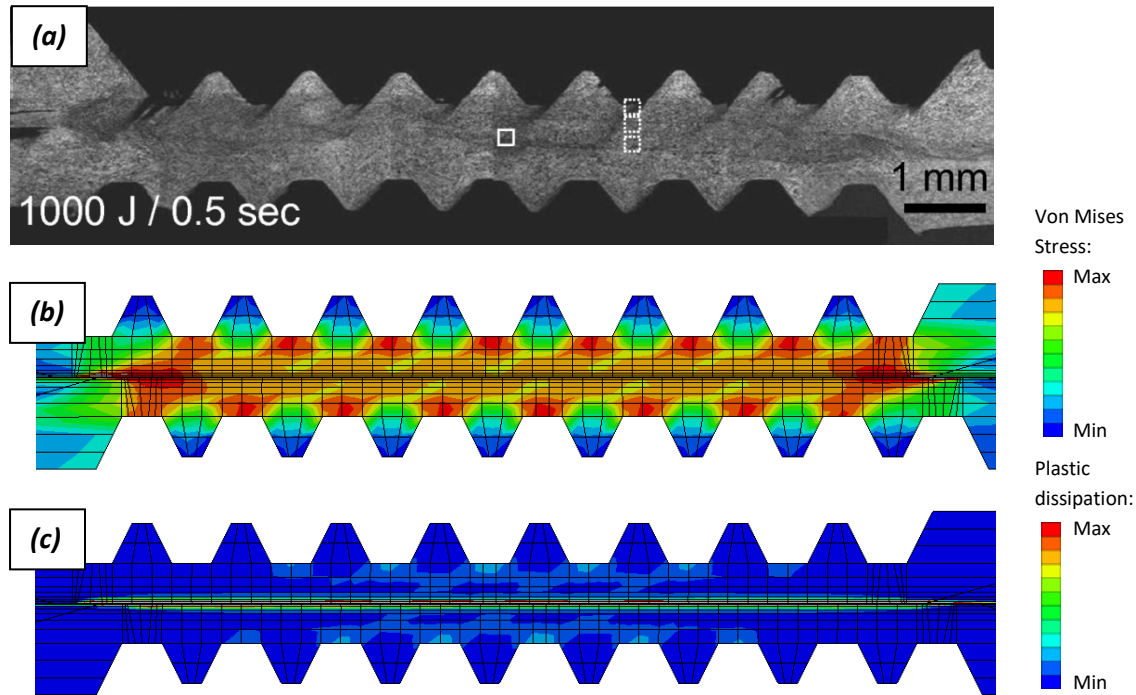 (a)
1000 J / 0.5 sec
1 mm
(b)
Von Mises
Stress:
Max
Min
(c)
Plastic
dissipation:
Max
Min